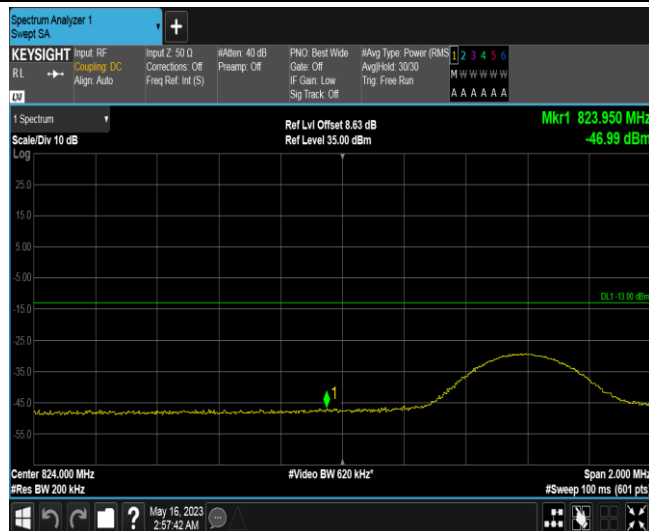 Spectrum Analyzer 1
Swept SA
KEYSIGHT
RL
LXI
Input: RF
Coupling: DC
Align: Auto
Input Z: 50 Ω
Corrections: Off
Freq Ref: Int (S)
#Atten: 40 dB
Preamp: Off
PNO: Best Wide
Gate: Off
IF Gain: Low
Sig Track: Off
#Avg Type: Power (RMS
Avg|Hold: 30/30
Trig: Free Run
1 2 3 4 5 6
M W W W W W
A A A A A A
1 Spectrum
Scale/Div 10 dB
Log
Ref Lvl Offset 8.63 dB
Ref Level 35.00 dBm
Mkr1 823.950 MHz
-46.99 dBm
25.0
15.0
5.00
-5.00
DL1 -13.00 dBm
-15.0
-25.0
-35.0
1
-45.0
-55.0
Center 824.000 MHz
#Video BW 620 kHz*
Span 2.000 MHz
#Res BW 200 kHz
#Sweep 100 ms (601 pts)
?
May 16, 2023
2:57:42 AM